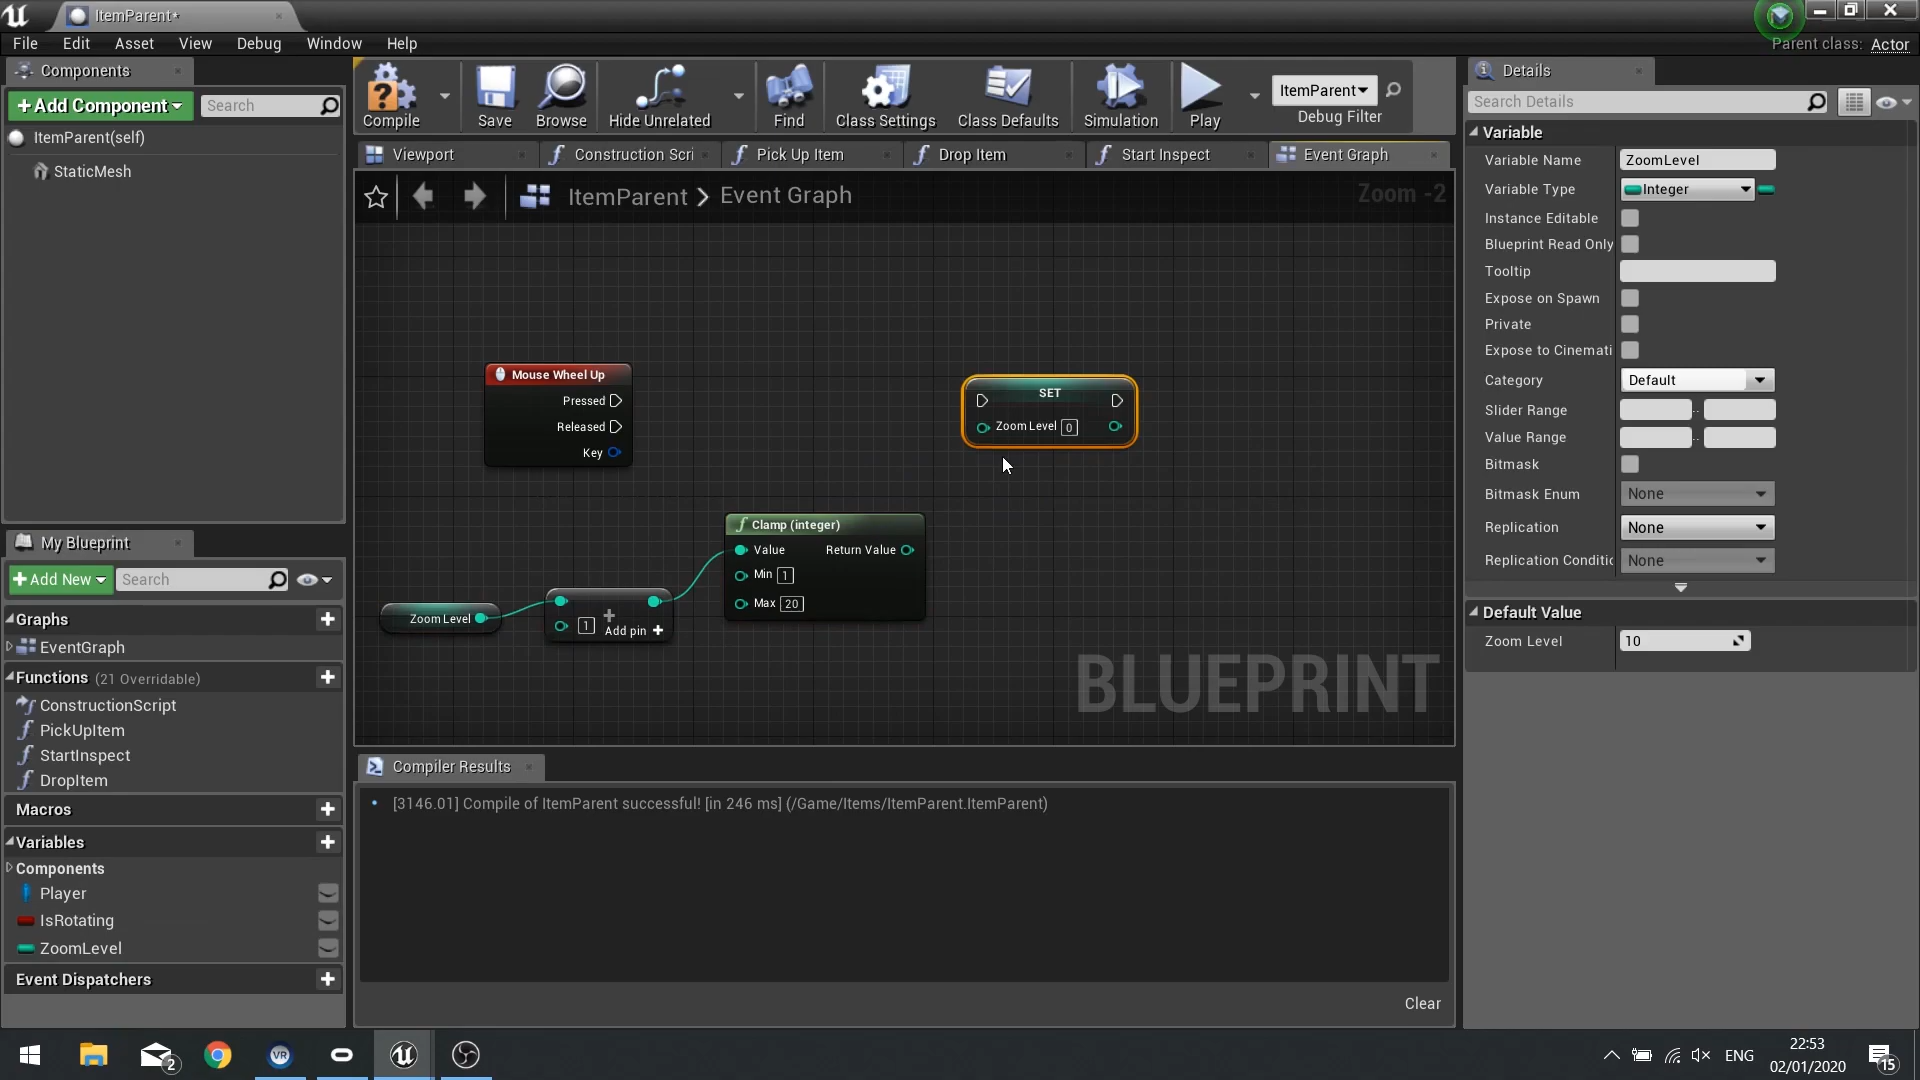 ItemParent*
File Edit Asset View Debug Window Help
Parent class: Actor
Components
+Add Component
Search
ItemParent(self)
StaticMesh
Compile
Save
Browse
Hide Unrelated
Find
Class Settings
Class Defaults
Simulation
Play
ItemParent
Debug Filter
Viewport
Construction Scri
Pick Up Item
Drop Item
Start Inspect
Event Graph
ItemParent > Event Graph
Zoom -2
Mouse Wheel Up
Pressed
Released
Key
SET
Zoom Level 0
Clamp (integer)
Value
Return Value
Min 1
Max 20
Zoom Level
1
Add pin +
BLUEPRINT
My Blueprint
+Add New
Search
Graphs
EventGraph
Functions (21 Overridable)
ConstructionScript
PickUpItem
StartInspect
DropItem
Macros
Variables
Components
Player
IsRotating
ZoomLevel
Event Dispatchers
Compiler Results
[3146.01] Compile of ItemParent successful! [in 246 ms] (/Game/Items/ItemParent.ItemParent)
Clear
Details
Search Details
Variable
Variable Name ZoomLevel
Variable Type Integer
Instance Editable
Blueprint Read Only
Tooltip
Expose on Spawn
Private
Expose to Cinemati
Category Default
Slider Range
Value Range
Bitmask
Bitmask Enum None
Replication None
Replication Conditic None
Default Value
Zoom Level 10
2
VR
ENG
22:53
02/01/2020
15